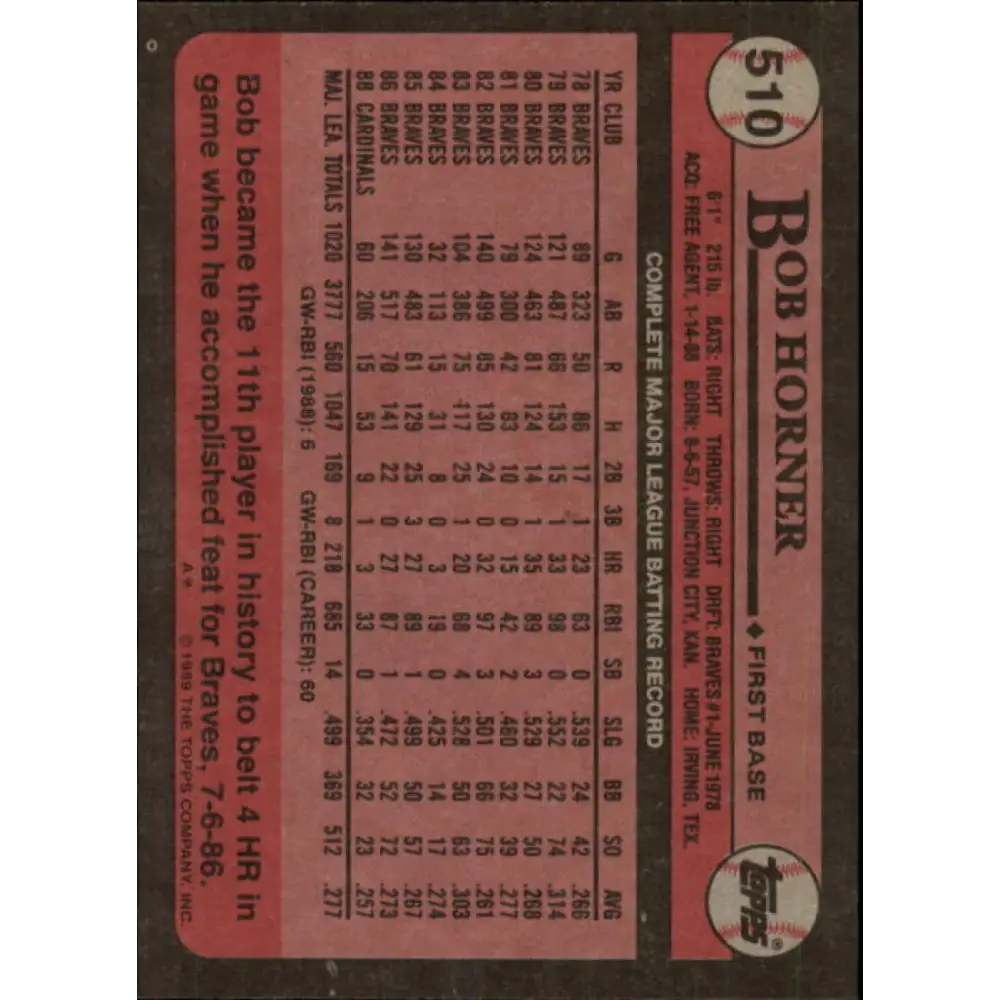 510
BOB HORNER ♦ FIRST BASE
topps®
6'1" 215 lb. BATS: RIGHT THROWS: RIGHT DRFT: BRAVES #1-JUNE 1978
ACQ: FREE AGENT, 1-14-88 BORN: 8-6-57, JUNCTION CITY, KAN. HOME: IRVING, TEX.
COMPLETE MAJOR LEAGUE BATTING RECORD
YR CLUB G AB R H 2B 3B HR RBI SB SLG BB SO AVG
78 BRAVES 89 323 50 86 17 1 23 63 0 .539 24 42 .266
79 BRAVES 121 487 66 153 15 1 33 98 0 .552 22 74 .314
80 BRAVES 124 463 81 124 14 1 35 89 3 .529 27 50 .268
81 BRAVES 79 300 42 83 10 0 15 42 2 .460 32 39 .277
82 BRAVES 140 499 85 130 24 0 32 97 3 .501 66 75 .261
83 BRAVES 104 386 75 117 25 1 20 68 4 .528 50 63 .303
84 BRAVES 32 113 15 31 8 0 3 19 0 .425 14 17 .274
85 BRAVES 130 483 61 129 25 3 27 89 1 .499 50 57 .267
86 BRAVES 141 517 70 141 22 0 27 87 1 .472 52 72 .273
88 CARDINALS 60 206 15 53 9 1 3 33 0 .354 32 23 .257
MAJ. LEA. TOTALS 1020 3777 560 1047 169 8 218 685 14 .499 369 512 .277
GW-RBI (1988): 6 GW-RBI (CAREER): 60
Bob became the 11th player in history to belt 4 HR in
game when he accomplished feat for Braves, 7-6-86.
A* © 1989 THE TOPPS COMPANY, INC.